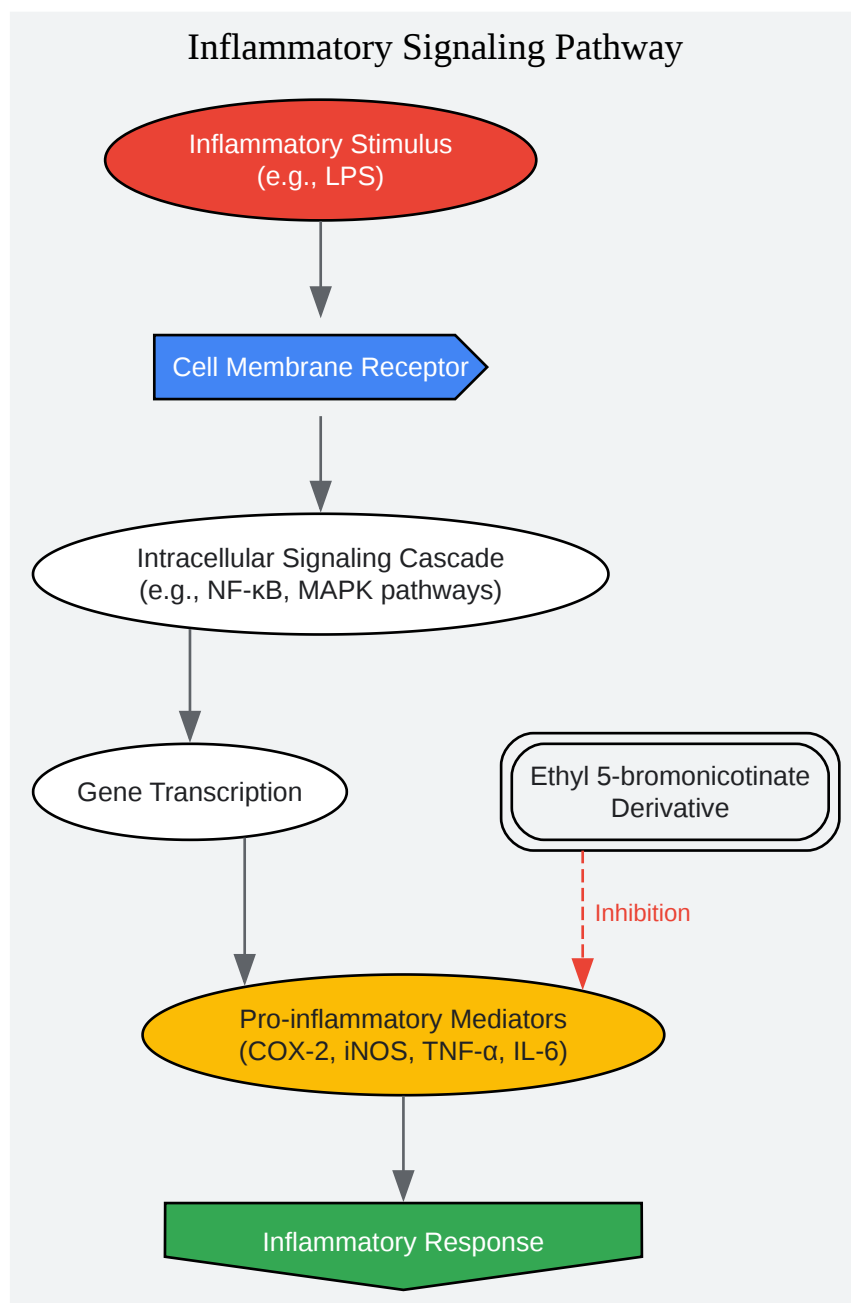 Inflammatory Signaling Pathway
Inflammatory Stimulus
(e.g., LPS)
Cell Membrane Receptor
Intracellular Signaling Cascade
(e.g., NF-κB, MAPK pathways)
Gene Transcription
Ethyl 5-bromonicotinate
Derivative
Inhibition
Pro-inflammatory Mediators
(COX-2, iNOS, TNF-α, IL-6)
Inflammatory Response